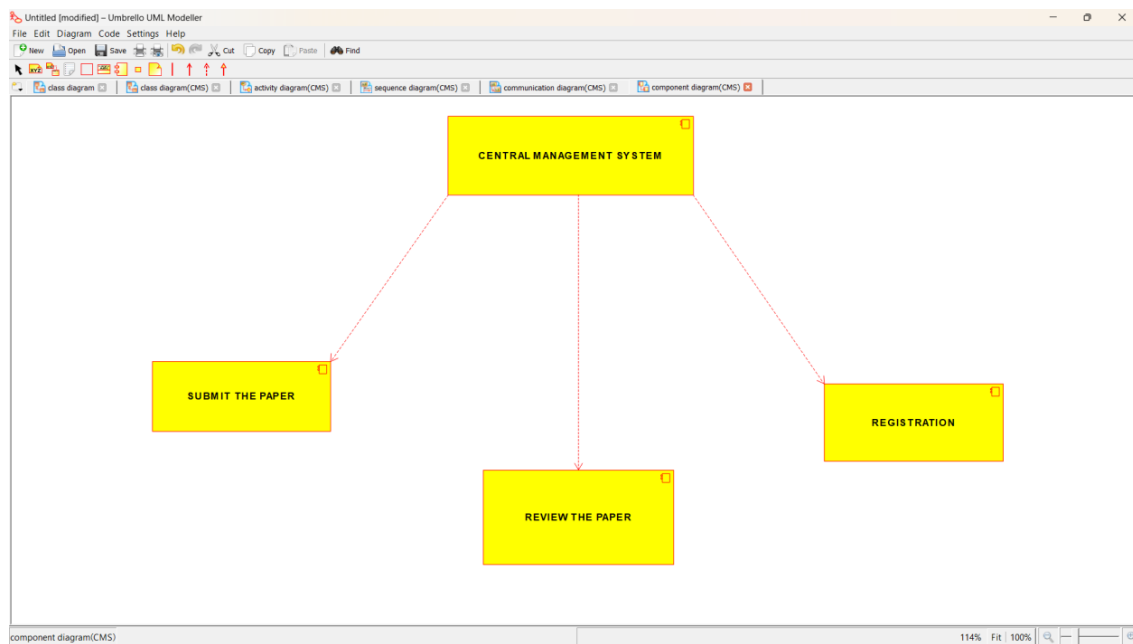 Untitled [modified] – Umbrello UML Modeller
File Edit Diagram Code Settings Help
New Open Save Cut Copy Paste Find
class diagram class diagram(CMS) activity diagram(CMS) sequence diagram(CMS) communication diagram(CMS) component diagram(CMS)
CENTRAL MANAGEMENT SYSTEM
SUBMIT THE PAPER
REGISTRATION
REVIEW THE PAPER
component diagram(CMS) 114% Fit 100%